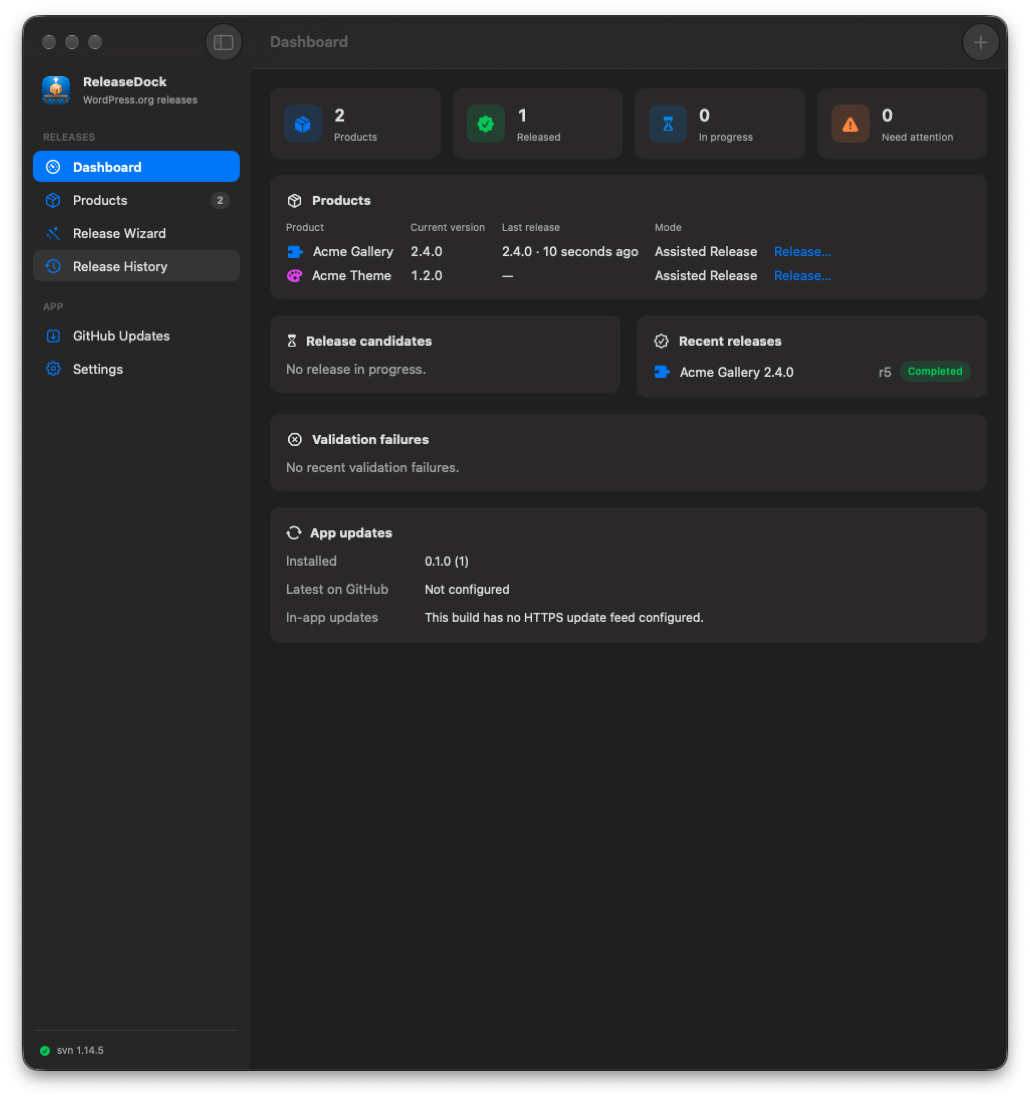 Dashboard
ReleaseDock
WordPress.org releases
RELEASES
Dashboard
Products 2
Release Wizard
Release History
APP
GitHub Updates
Settings
svn 1.14.5
2
Products
1
Released
0
In progress
0
Need attention
Products
Product Current version Last release Mode
Acme Gallery 2.4.0 2.4.0 · 10 seconds ago Assisted Release Release...
Acme Theme 1.2.0 — Assisted Release Release...
Release candidates
No release in progress.
Recent releases
Acme Gallery 2.4.0 r5 Completed
Validation failures
No recent validation failures.
App updates
Installed 0.1.0 (1)
Latest on GitHub Not configured
In-app updates This build has no HTTPS update feed configured.